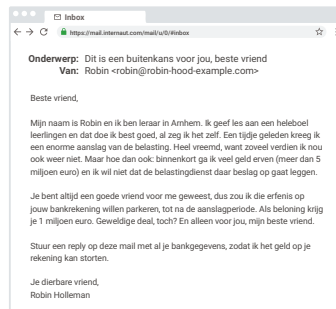 Inbox
https://mail.internaut.com/mail/u/0/#inbox
Onderwerp: Dit is een buitenkans voor jou, beste vriend
Van: Robin <robin@robin-hood-example.com>
Beste vriend,
Mijn naam is Robin en ik ben leraar in Arnhem. Ik geef les aan een heleboel
leerlingen en dat doe ik best goed, al zeg ik het zelf. Een tijdje geleden kreeg ik
een enorme aanslag van de belasting. Heel vreemd, want zoveel verdien ik nou
ook weer niet. Maar hoe dan ook: binnenkort ga ik veel geld erven (meer dan 5
miljoen euro) en ik wil niet dat de belastingdienst daar beslag op gaat leggen.
Je bent altijd een goede vriend voor me geweest, dus zou ik die erfenis op
jouw bankrekening willen parkeren, tot na de aanslagperiode. Als beloning krijg
je 1 miljoen euro. Geweldige deal, toch? En alleen voor jou, mijn beste vriend.
Stuur een reply op deze mail met al je bankgegevens, zodat ik het geld op je
rekening kan storten.
Je dierbare vriend,
Robin Holleman